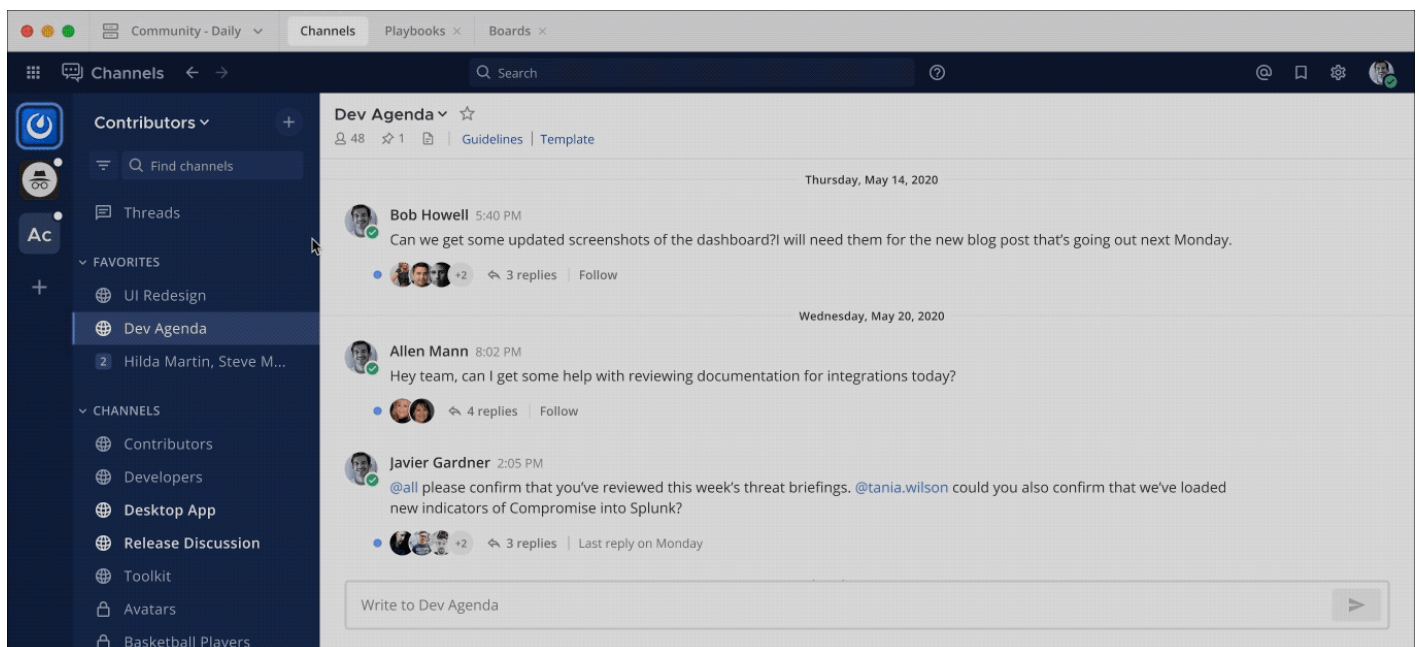 Community - Daily
Channels
Playbooks
Boards
Channels
Search
Contributors
Find channels
Threads
Ac
FAVORITES
UI Redesign
Dev Agenda
2 Hilda Martin, Steve M...
CHANNELS
Contributors
Developers
Desktop App
Release Discussion
Toolkit
Avatars
Basketball Players
Dev Agenda
48 1 Guidelines | Template
Thursday, May 14, 2020
Bob Howell 5:40 PM
Can we get some updated screenshots of the dashboard?I will need them for the new blog post that’s going out next Monday.
+2 3 replies | Follow
Wednesday, May 20, 2020
Allen Mann 8:02 PM
Hey team, can I get some help with reviewing documentation for integrations today?
4 replies | Follow
Javier Gardner 2:05 PM
@all please confirm that you’ve reviewed this week’s threat briefings. @tania.wilson could you also confirm that we’ve loaded
new indicators of Compromise into Splunk?
+2 3 replies | Last reply on Monday
Write to Dev Agenda